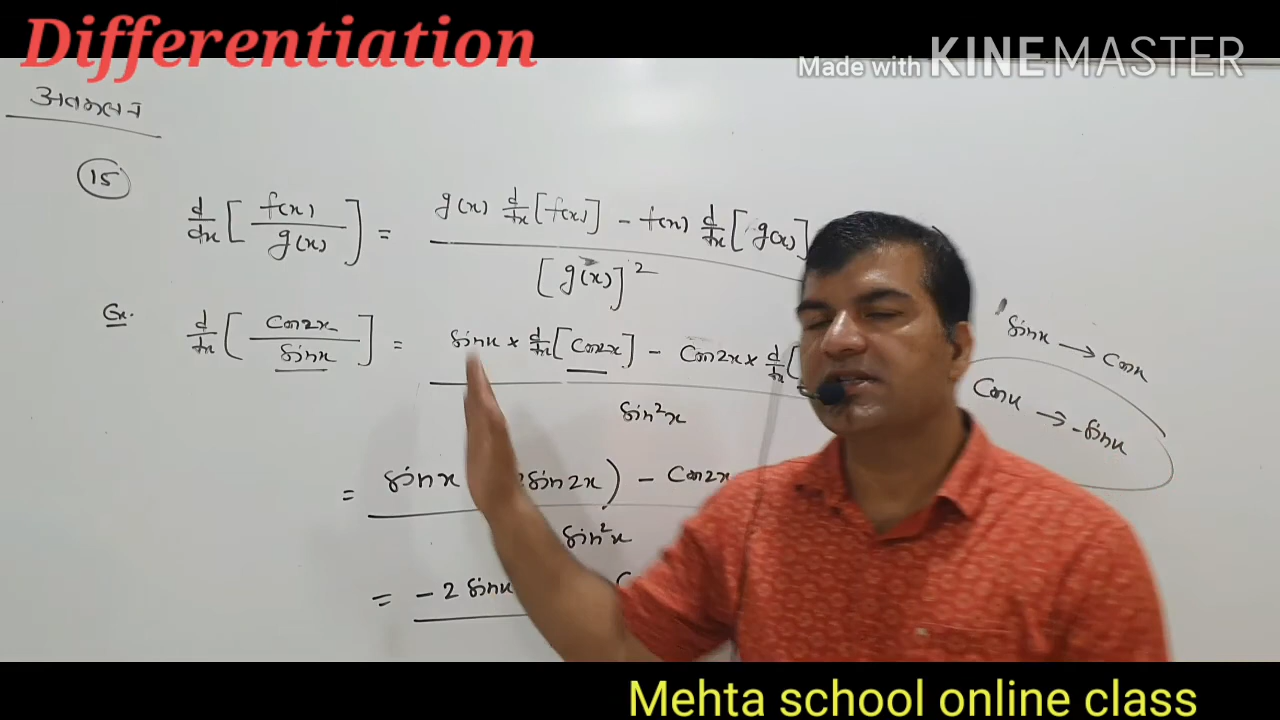 Differentiation
Made with KINEMASTER
अवकलन
15
d/dx [ f(x) / g(x) ] = g(x) d/dx [f(x)] - f(x) d/dx [g(x)] / [g(x)]²
Ex. d/dx [ Cos2x / Sinx ] = Sinx × d/dx [Cos2x] - Cos2x × d/dx [ / Sin²x
Sinx → Cosx
Cosx → -Sinx
= Sinx Sin2x) - Cos2x / Sin²x
= -2 Sinx
Mehta school online class